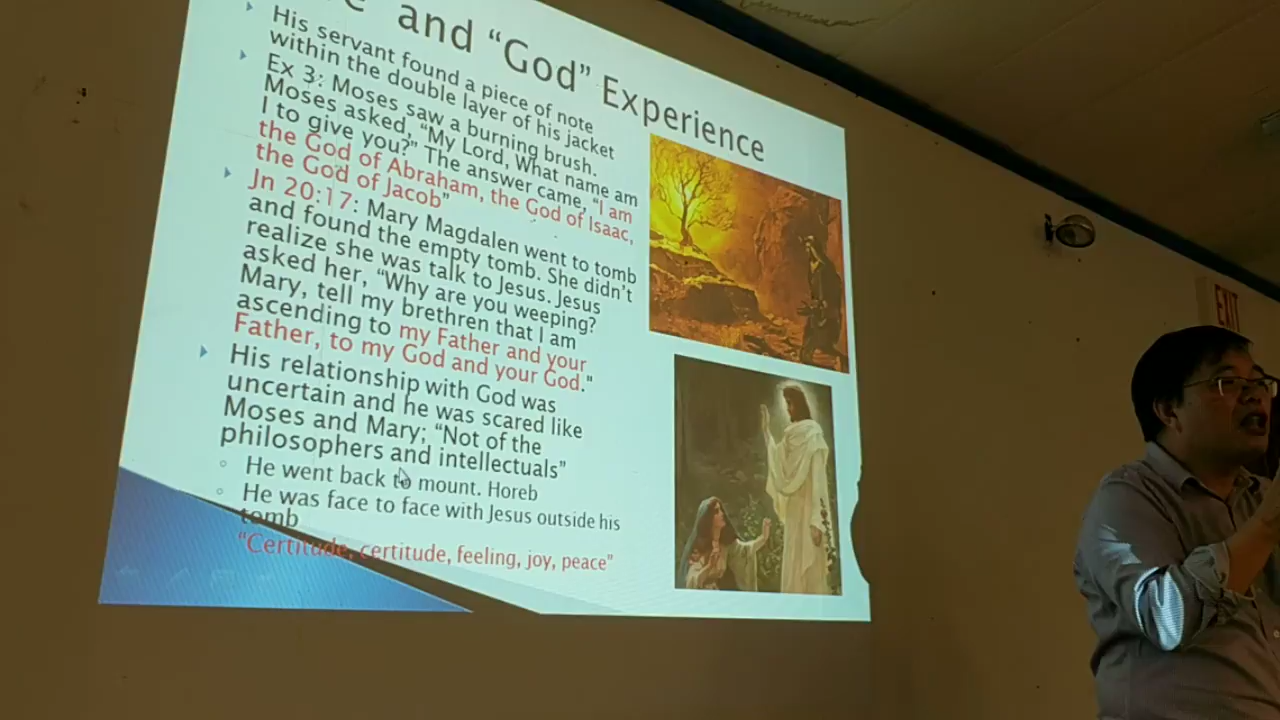 and "God" Experience
His servant found a piece of note
within the double layer of his jacket
Ex 3: Moses saw a burning brush.
Moses asked, "My Lord, What name am
I to give you?" The answer came, "I am
the God of Abraham, the God of Isaac,
the God of Jacob"
Jn 20:17: Mary Magdalen went to tomb
and found the empty tomb. She didn't
realize she was talk to Jesus. Jesus
asked her, "Why are you weeping?
Mary, tell my brethren that I am
ascending to my Father and your
Father, to my God and your God."
His relationship with God was
uncertain and he was scared like
Moses and Mary; "Not of the
philosophers and intellectuals"
He went back to mount. Horeb
He was face to face with Jesus outside his
tomb
"Certitude, certitude, feeling, joy, peace"
EXIT